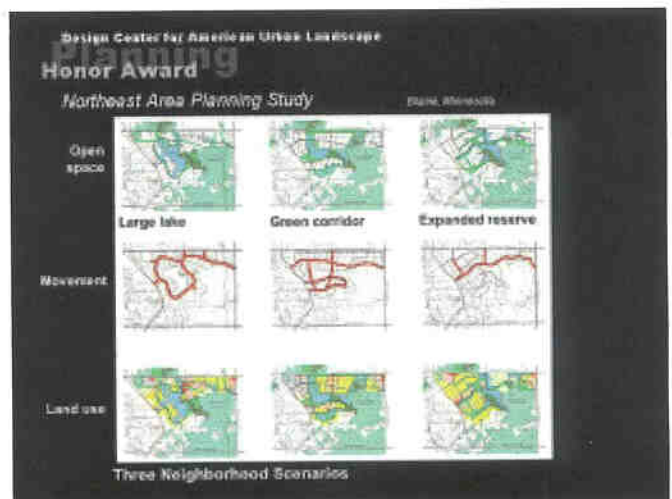 Design Center for American Urban Landscape
Planning
Honor Award
Northeast Area Planning Study
Blaine, Minnesota
Open space
Large lake
Green corridor
Expanded reserve
Movement
Land use
Three Neighborhood Scenarios